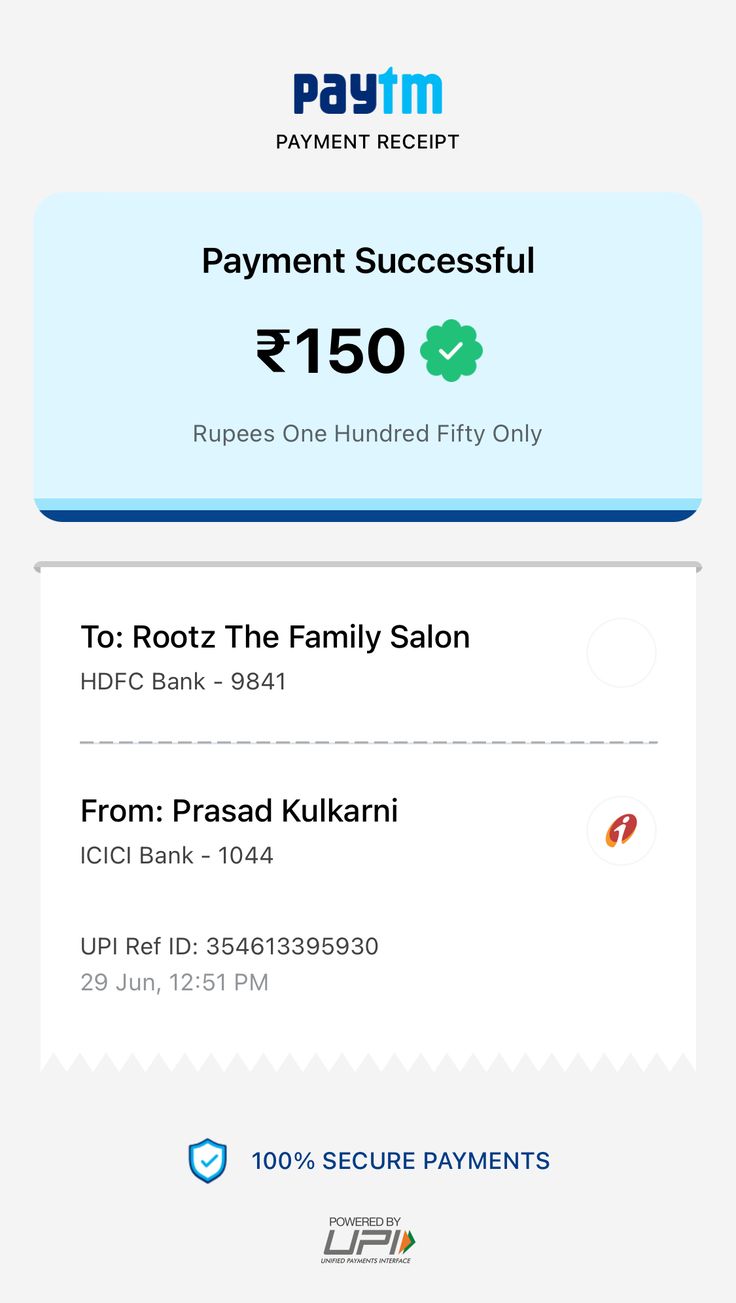 paytm
PAYMENT RECEIPT
Payment Successful
₹150
Rupees One Hundred Fifty Only
To: Rootz The Family Salon
HDFC Bank - 9841
From: Prasad Kulkarni
ICICI Bank - 1044
UPI Ref ID: 354613395930
29 Jun, 12:51 PM
100% SECURE PAYMENTS
POWERED BY
UPI
UNIFIED PAYMENTS INTERFACE